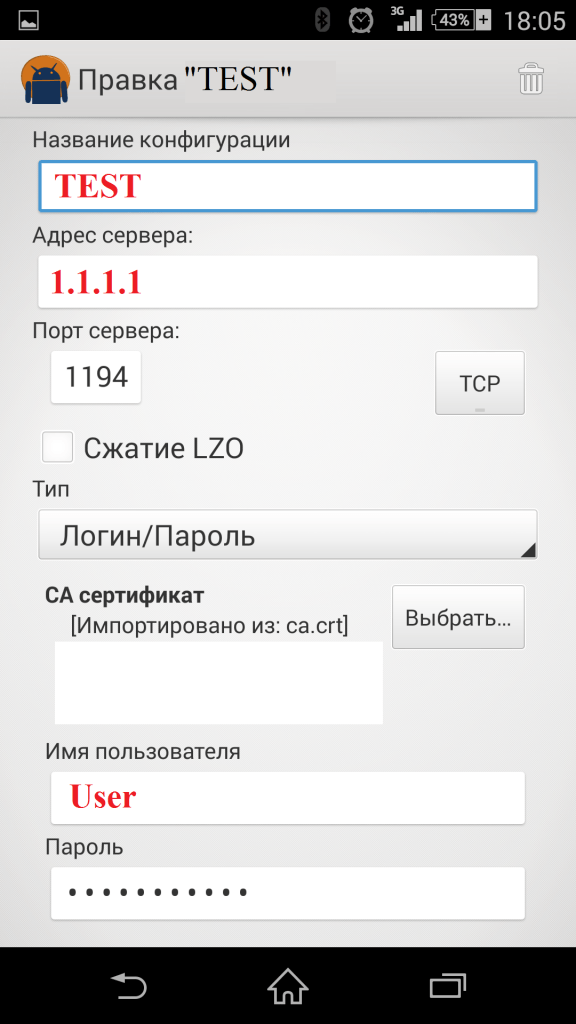 3G 43% 18:05
Правка "TEST"
Название конфигурации
TEST
Адрес сервера:
1.1.1.1
Порт сервера:
1194 TCP
Сжатие LZO
Тип
Логин/Пароль
CA сертификат
[Импортировано из: ca.crt] Выбрать...
Имя пользователя
User
Пароль
•••••••••••